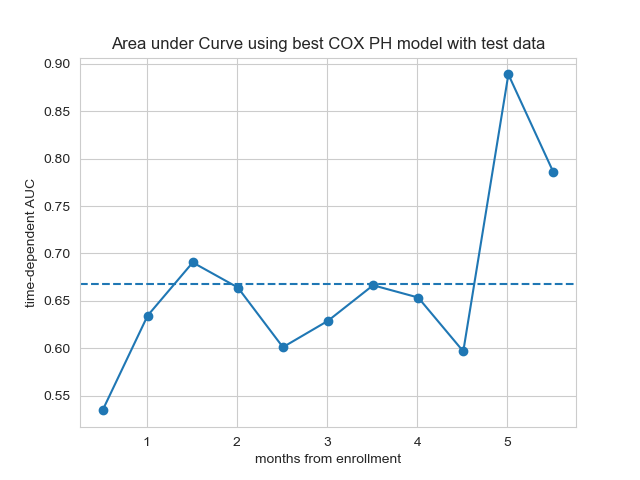 Area under Curve using best COX PH model with test data
0.90
0.85
0.80
0.75
0.70
0.65
0.60
0.55
time-dependent AUC
1 2 3 4 5
months from enrollment